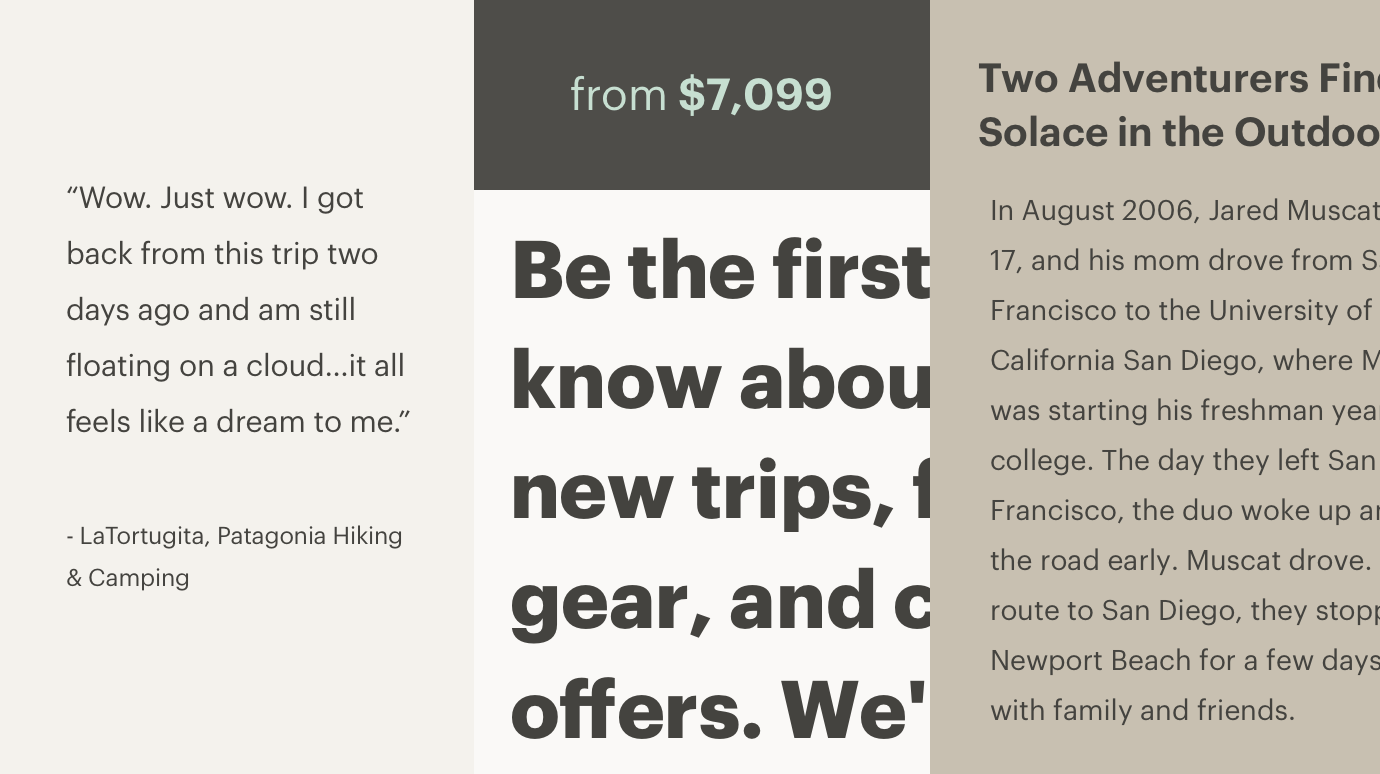 “Wow. Just wow. I got
back from this trip two
days ago and am still
floating on a cloud...it all
feels like a dream to me.”
- LaTortugita, Patagonia Hiking
& Camping
from $7,099
Be the first
know abou
new trips, f
gear, and c
offers. We'
Two Adventurers Fin
Solace in the Outdoo
In August 2006, Jared Muscat
17, and his mom drove from S
Francisco to the University of
California San Diego, where M
was starting his freshman yea
college. The day they left San
Francisco, the duo woke up a
the road early. Muscat drove.
route to San Diego, they stopp
Newport Beach for a few days
with family and friends.